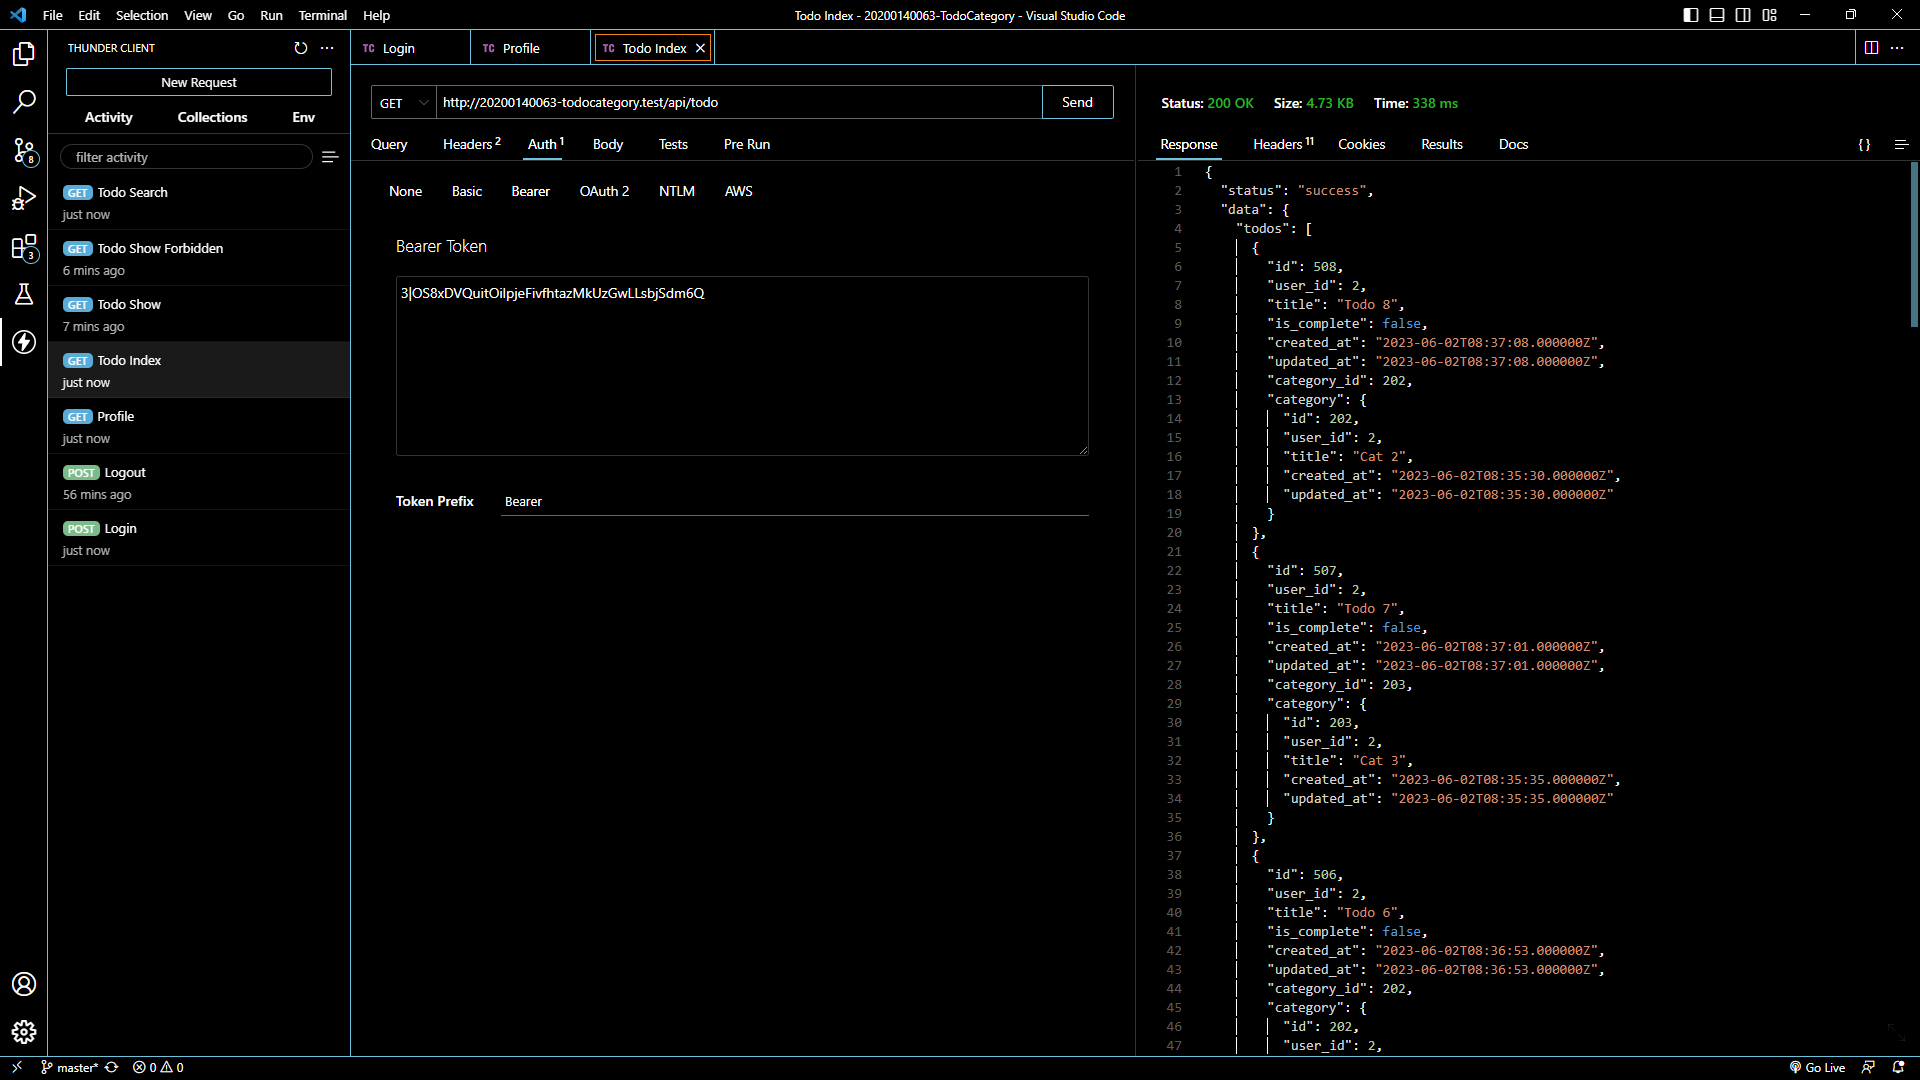 File Edit Selection View Go Run Terminal Help
Todo Index - 20200140063-TodoCategory - Visual Studio Code
THUNDER CLIENT
New Request
Activity Collections Env
filter activity
GET Todo Search
just now
GET Todo Show Forbidden
6 mins ago
GET Todo Show
7 mins ago
GET Todo Index
just now
GET Profile
just now
POST Logout
56 mins ago
POST Login
just now
8
3
TC Login
TC Profile
TC Todo Index
GET http://20200140063-todocategory.test/api/todo Send
Query Headers 2 Auth 1 Body Tests Pre Run
None Basic Bearer OAuth 2 NTLM AWS
Bearer Token
3|OS8xDVQuitOilpjeFivfhtazMkUzGwLLsbjSdm6Q
Token Prefix Bearer
Status: 200 OK Size: 4.73 KB Time: 338 ms
Response Headers 11 Cookies Results Docs {}
1 {
2 "status": "success",
3 "data": {
4 "todos": [
5 {
6 "id": 508,
7 "user_id": 2,
8 "title": "Todo 8",
9 "is_complete": false,
10 "created_at": "2023-06-02T08:37:08.000000Z",
11 "updated_at": "2023-06-02T08:37:08.000000Z",
12 "category_id": 202,
13 "category": {
14 "id": 202,
15 "user_id": 2,
16 "title": "Cat 2",
17 "created_at": "2023-06-02T08:35:30.000000Z",
18 "updated_at": "2023-06-02T08:35:30.000000Z"
19 }
20 },
21 {
22 "id": 507,
23 "user_id": 2,
24 "title": "Todo 7",
25 "is_complete": false,
26 "created_at": "2023-06-02T08:37:01.000000Z",
27 "updated_at": "2023-06-02T08:37:01.000000Z",
28 "category_id": 203,
29 "category": {
30 "id": 203,
31 "user_id": 2,
32 "title": "Cat 3",
33 "created_at": "2023-06-02T08:35:35.000000Z",
34 "updated_at": "2023-06-02T08:35:35.000000Z"
35 }
36 },
37 {
38 "id": 506,
39 "user_id": 2,
40 "title": "Todo 6",
41 "is_complete": false,
42 "created_at": "2023-06-02T08:36:53.000000Z",
43 "updated_at": "2023-06-02T08:36:53.000000Z",
44 "category_id": 202,
45 "category": {
46 "id": 202,
47 "user_id": 2,
master* 0 0
Go Live